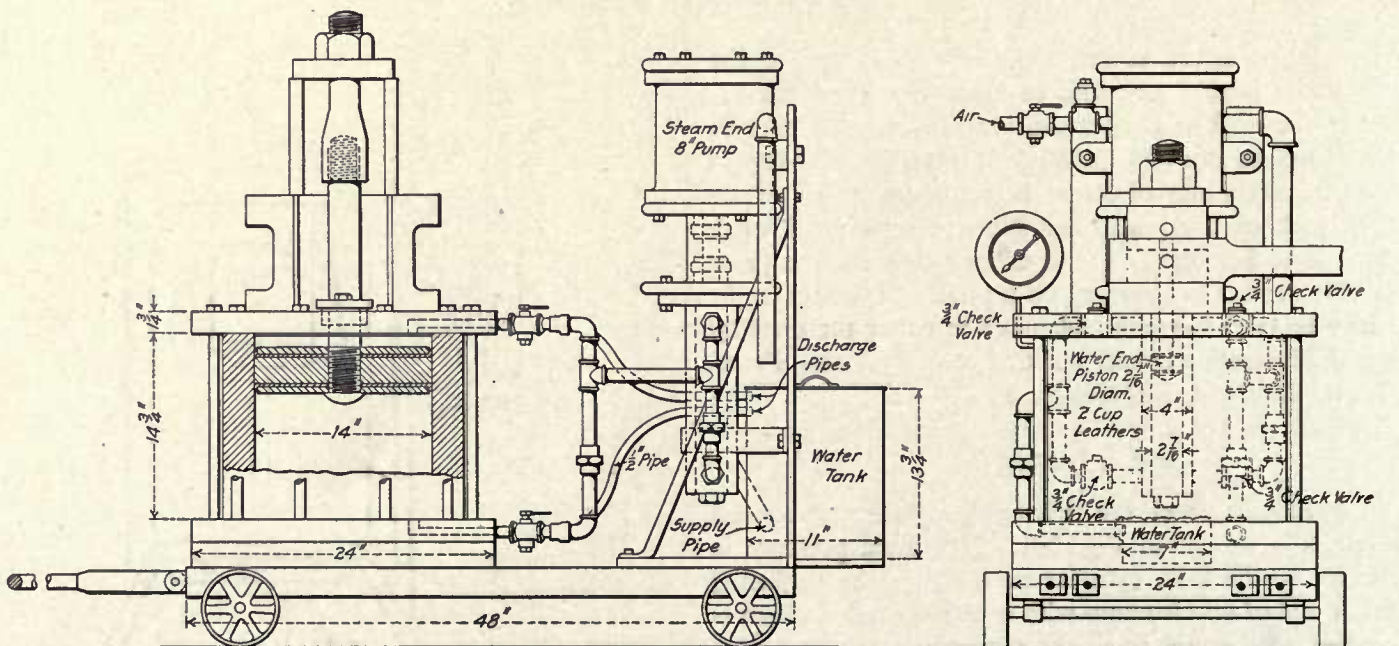 Steam End
8" Pump
1 3/4"
14 3/4"
14"
1/2" Pipe
Discharge
Pipes
Water
Tank
13 3/4"
Supply
Pipe
11"
24"
48"
Air
3/4" Check
Valve
3/4" Check Valve
Water End
Piston 2 7/16"
Diam.
2 Cup
Leathers
4"
2 7/16"
3/4" Check
Valve
3/4" Check Valve
Water Tank
7"
24"